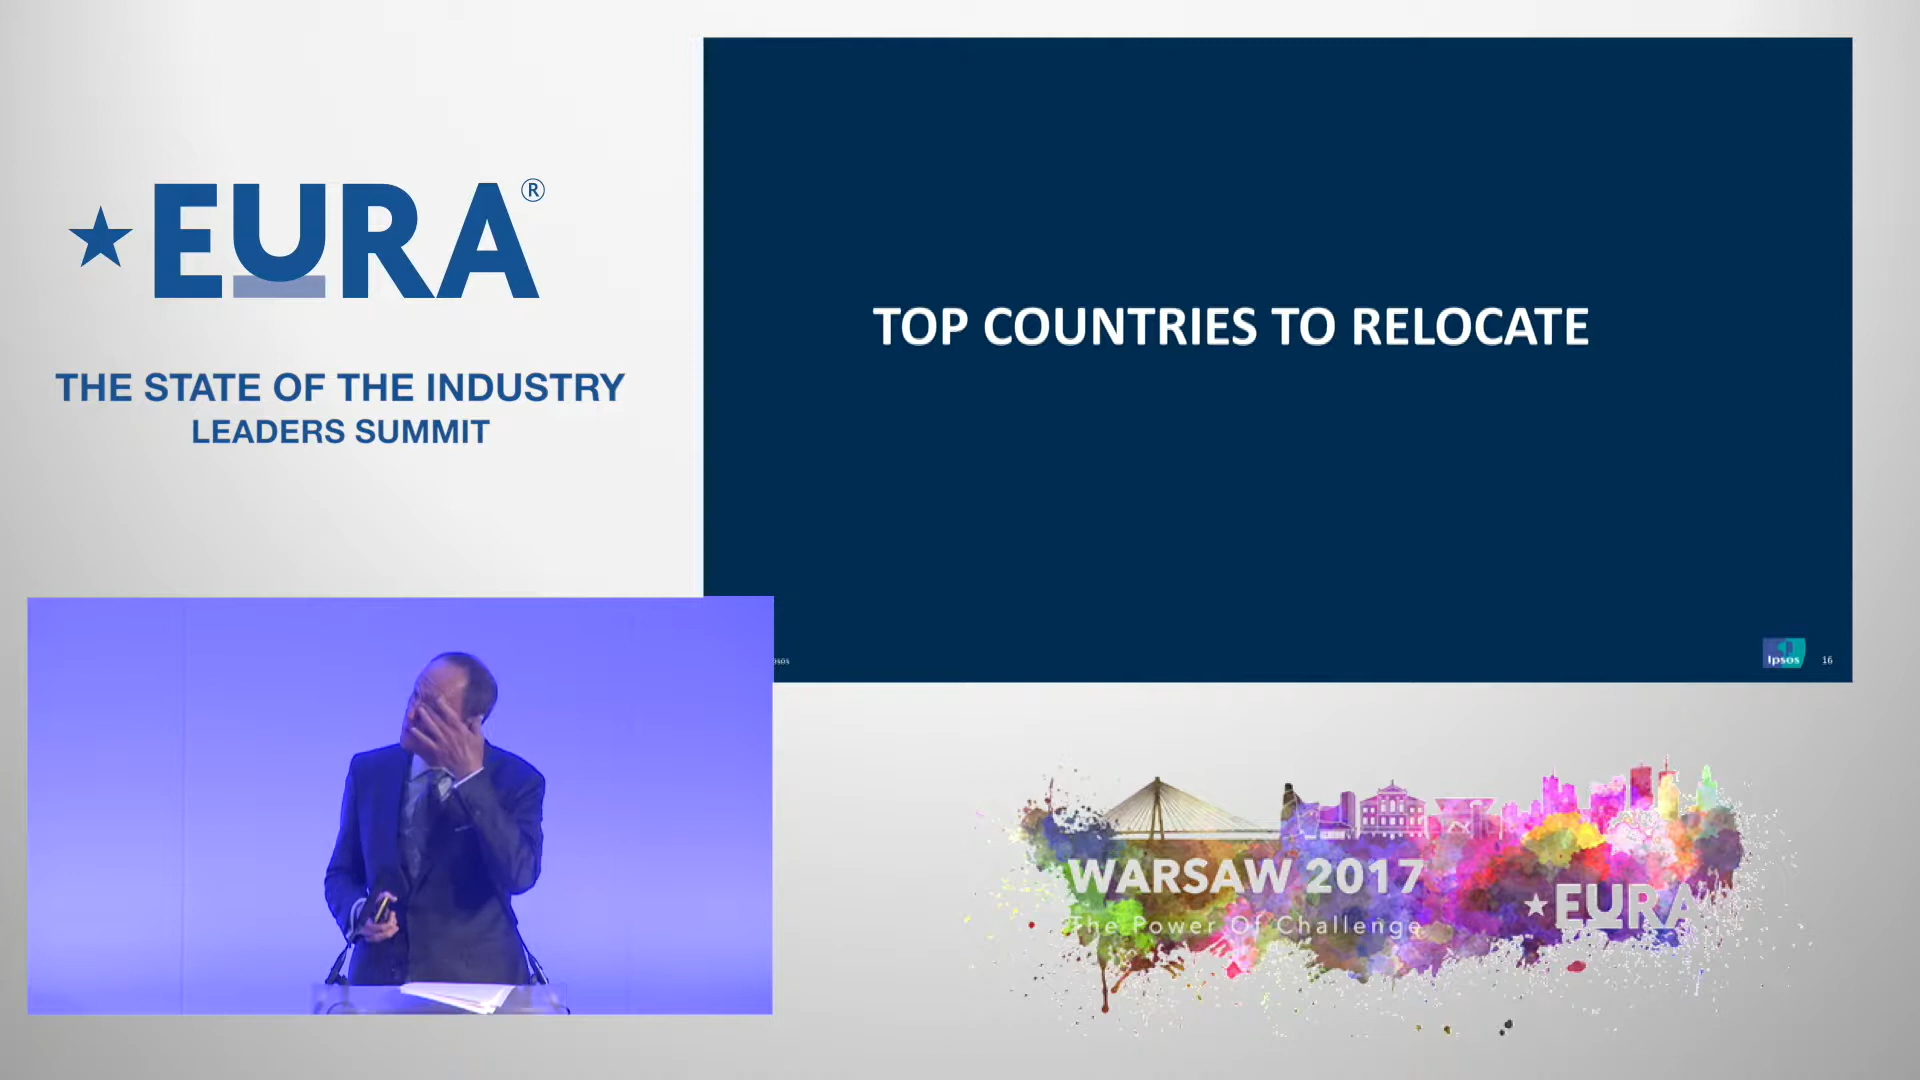 EURA®
THE STATE OF THE INDUSTRY
LEADERS SUMMIT
TOP COUNTRIES TO RELOCATE
Ipsos
16
WARSAW 2017
The Power Of Challenge
EURA